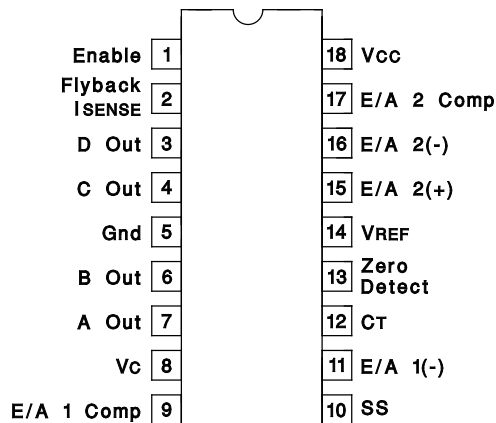 Enable 1 18 VCC
Flyback
ISENSE 2 17 E/A 2 Comp
D Out 3 16 E/A 2(-)
C Out 4 15 E/A 2(+)
Gnd 5 14 VREF
B Out 6 13 Zero
Detect
A Out 7 12 CT
VC 8 11 E/A 1(-)
E/A 1 Comp 9 10 SS